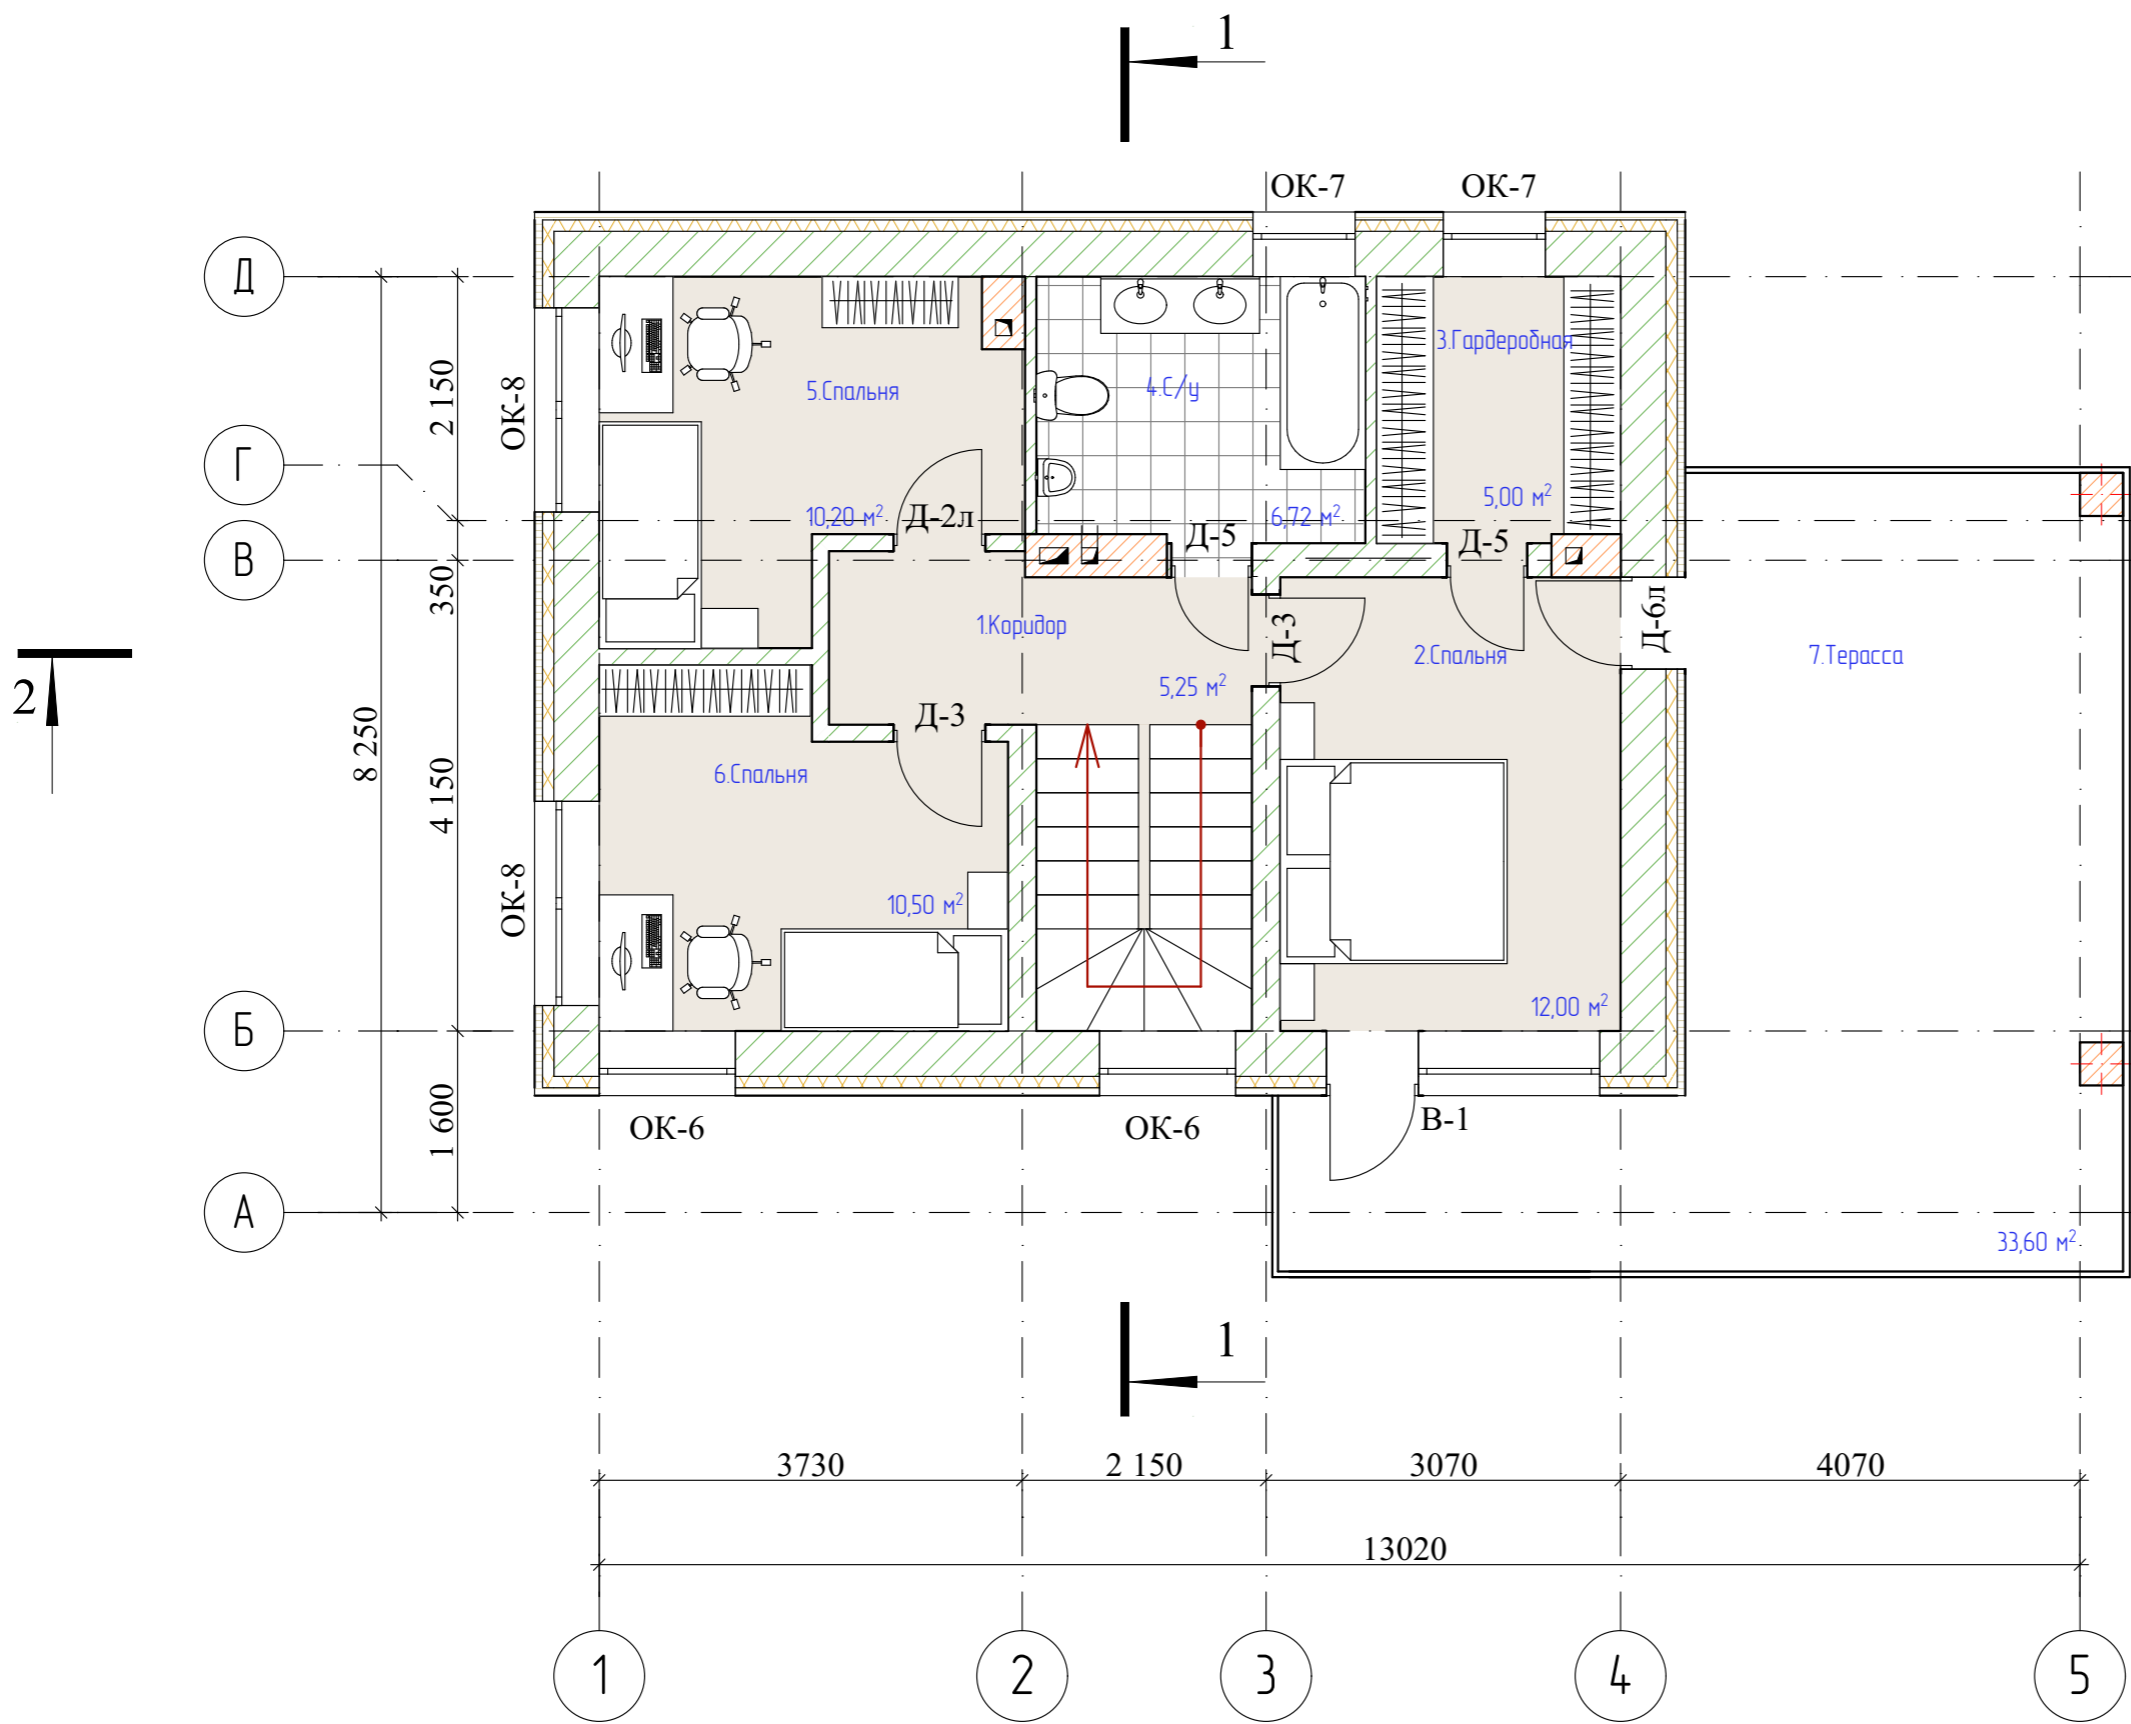 1
ОК-7
ОК-7
Д
Г
В
Б
А
2 150
350
4 150
1 600
8 250
2
ОК-8
ОК-8
5.Спальня
10,20 м²
Д-2л
4.С/у
6,72 м²
Д-5
3.Гардеробная
5,00 м²
Д-5
1.Коридор
5,25 м²
Д-3
2.Спальня
12,00 м²
Д-6л
7.Терасса
33,60 м²
Д-3
6.Спальня
10,50 м²
ОК-6
ОК-6
В-1
1
3730
2 150
3070
4070
13020
1
2
3
4
5